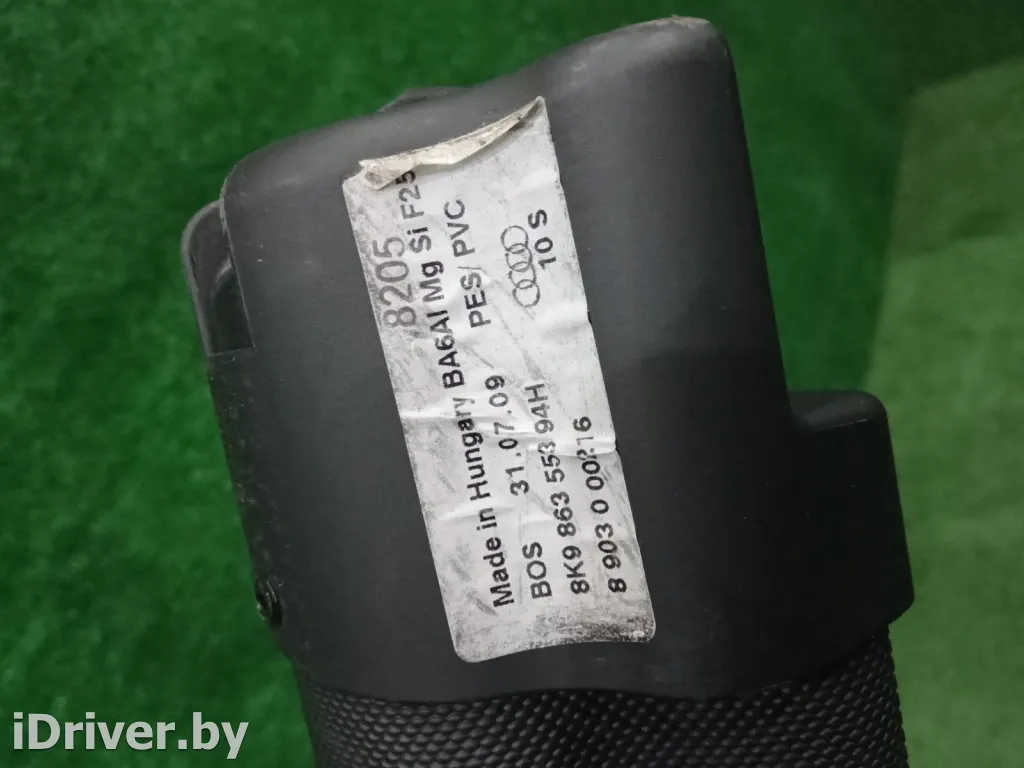 8205
Made in Hungary BA6Al Mg Si F25
BOS 31.07.09 PES/ PVC
8K9 863 553 94H 10 S
8 903 0
iDriver.by